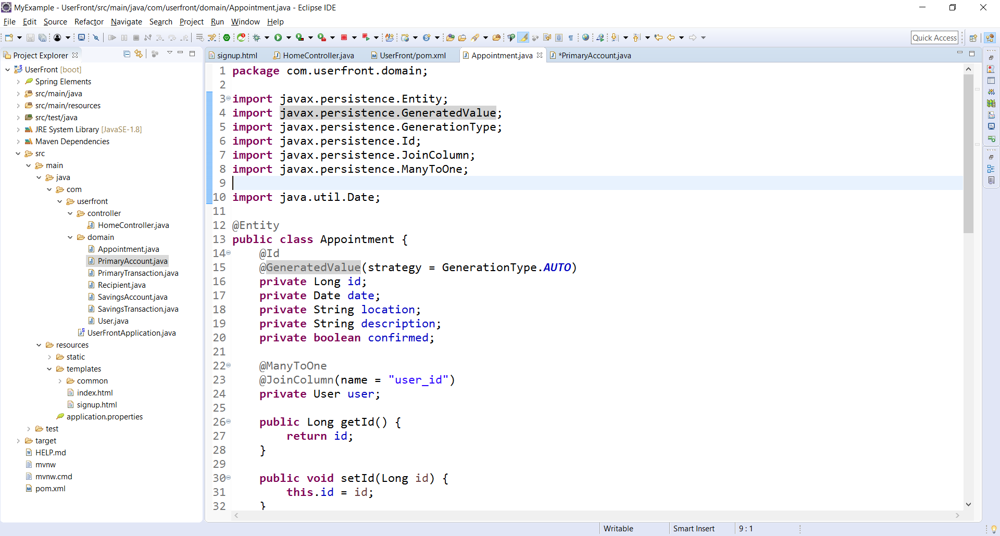 MyExample - UserFront/src/main/java/com/userfront/domain/Appointment.java - Eclipse IDE
File Edit Source Refactor Navigate Search Project Run Window Help
Quick Access
Project Explorer
signup.html HomeController.java UserFront/pom.xml Appointment.java *PrimaryAccount.java
UserFront [boot]
Spring Elements
src/main/java
src/main/resources
src/test/java
JRE System Library [JavaSE-1.8]
Maven Dependencies
src
main
java
com
userfront
controller
HomeController.java
domain
Appointment.java
PrimaryAccount.java
PrimaryTransaction.java
Recipient.java
SavingsAccount.java
SavingsTransaction.java
User.java
UserFrontApplication.java
resources
static
templates
common
index.html
signup.html
application.properties
test
target
HELP.md
mvnw
mvnw.cmd
pom.xml
1 package com.userfront.domain;
2
3 import javax.persistence.Entity;
4 import javax.persistence.GeneratedValue;
5 import javax.persistence.GenerationType;
6 import javax.persistence.Id;
7 import javax.persistence.JoinColumn;
8 import javax.persistence.ManyToOne;
9
10 import java.util.Date;
11
12 @Entity
13 public class Appointment {
14 @Id
15 @GeneratedValue(strategy = GenerationType.AUTO)
16 private Long id;
17 private Date date;
18 private String location;
19 private String description;
20 private boolean confirmed;
21
22 @ManyToOne
23 @JoinColumn(name = "user_id")
24 private User user;
25
26 public Long getId() {
27 return id;
28 }
29
30 public void setId(Long id) {
31 this.id = id;
32 }
Writable Smart Insert 9 : 1